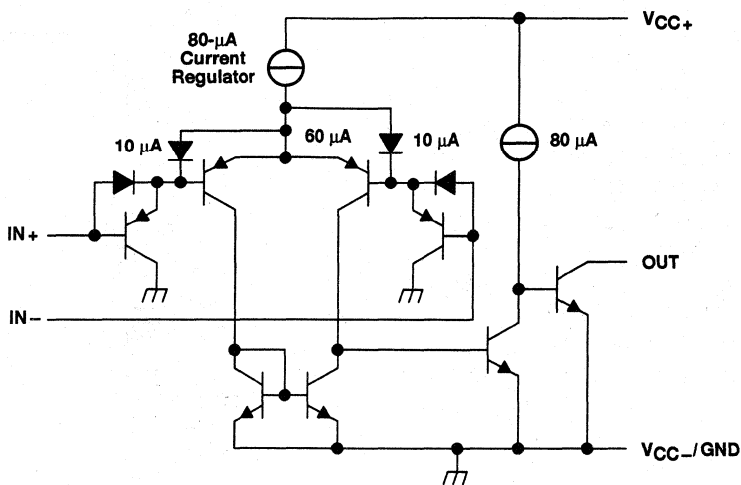 80-µA
Current
Regulator
VCC+
10 µA
60 µA
10 µA
80 µA
IN+
OUT
IN−
VCC−/GND